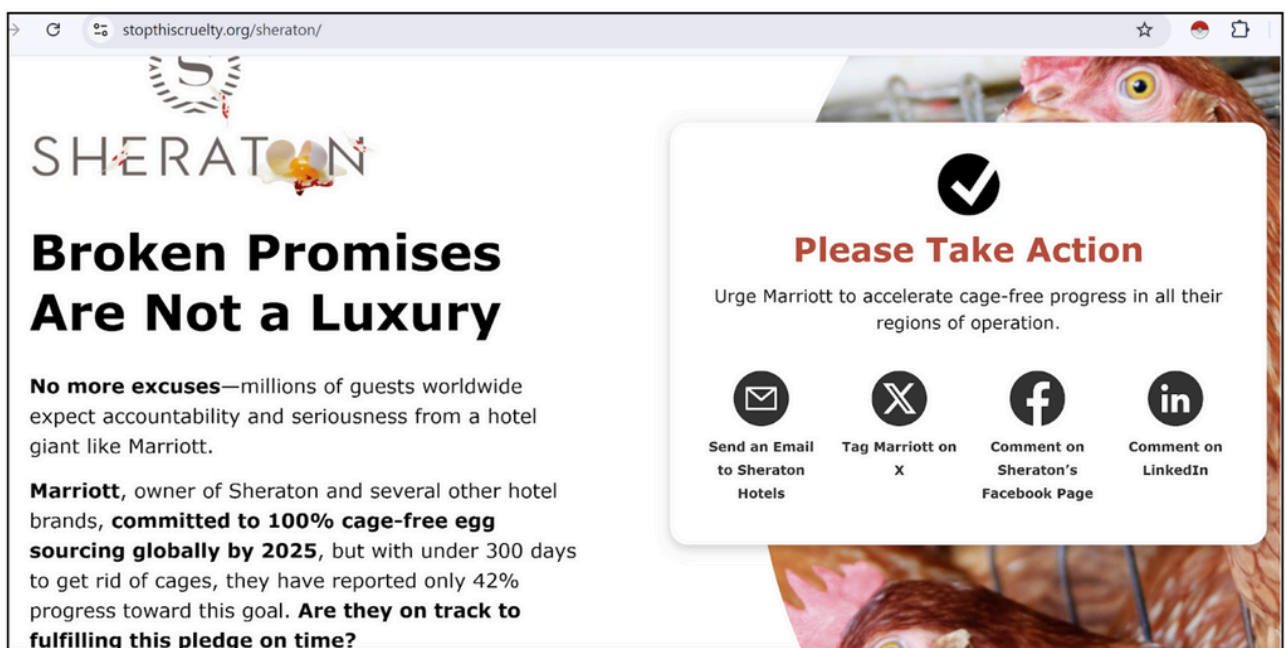 stopthiscruelty.org/sheraton/
S
SHERATON
Broken Promises
Are Not a Luxury
No more excuses—millions of guests worldwide
expect accountability and seriousness from a hotel
giant like Marriott.
Marriott, owner of Sheraton and several other hotel
brands, committed to 100% cage-free egg
sourcing globally by 2025, but with under 300 days
to get rid of cages, they have reported only 42%
progress toward this goal. Are they on track to
fulfilling this pledge on time?
Please Take Action
Urge Marriott to accelerate cage-free progress in all their
regions of operation.
Send an Email
to Sheraton
Hotels
Tag Marriott on
X
Comment on
Sheraton's
Facebook Page
Comment on
LinkedIn